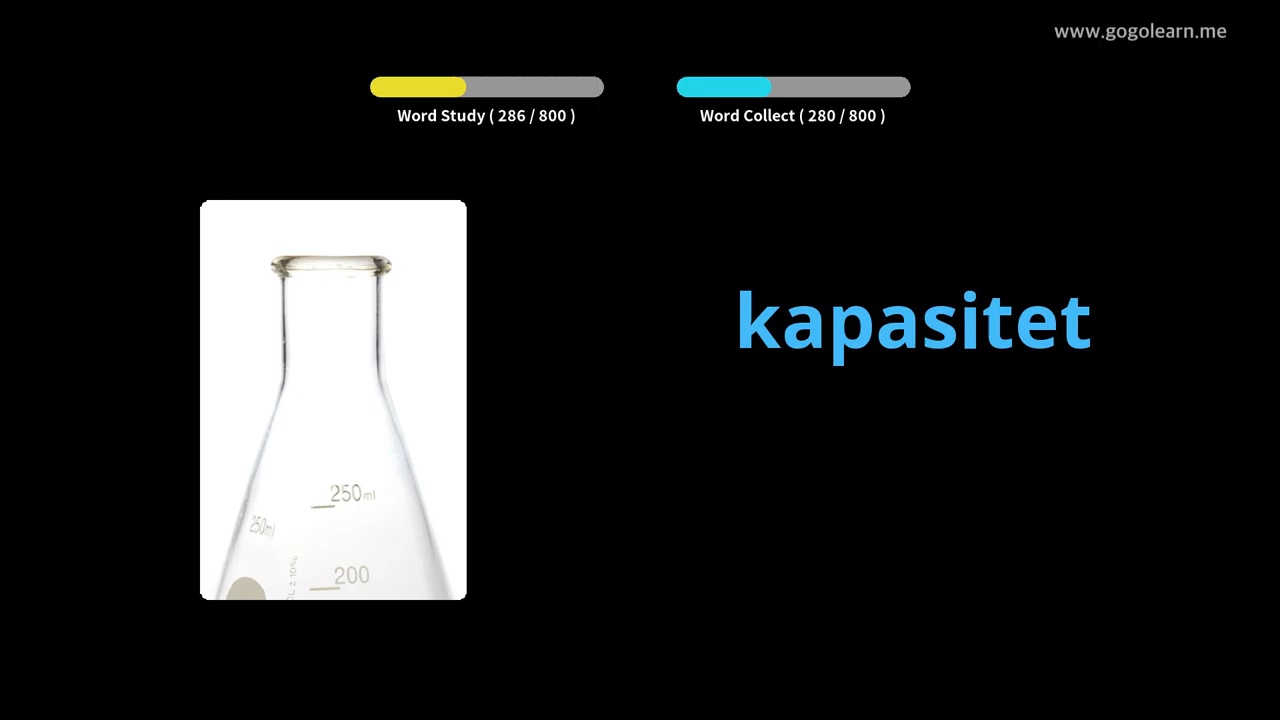 www.gogolearn.me
Word Study ( 286 / 800 )
Word Collect ( 280 / 800 )
kapasitet
250ml
250ml
200